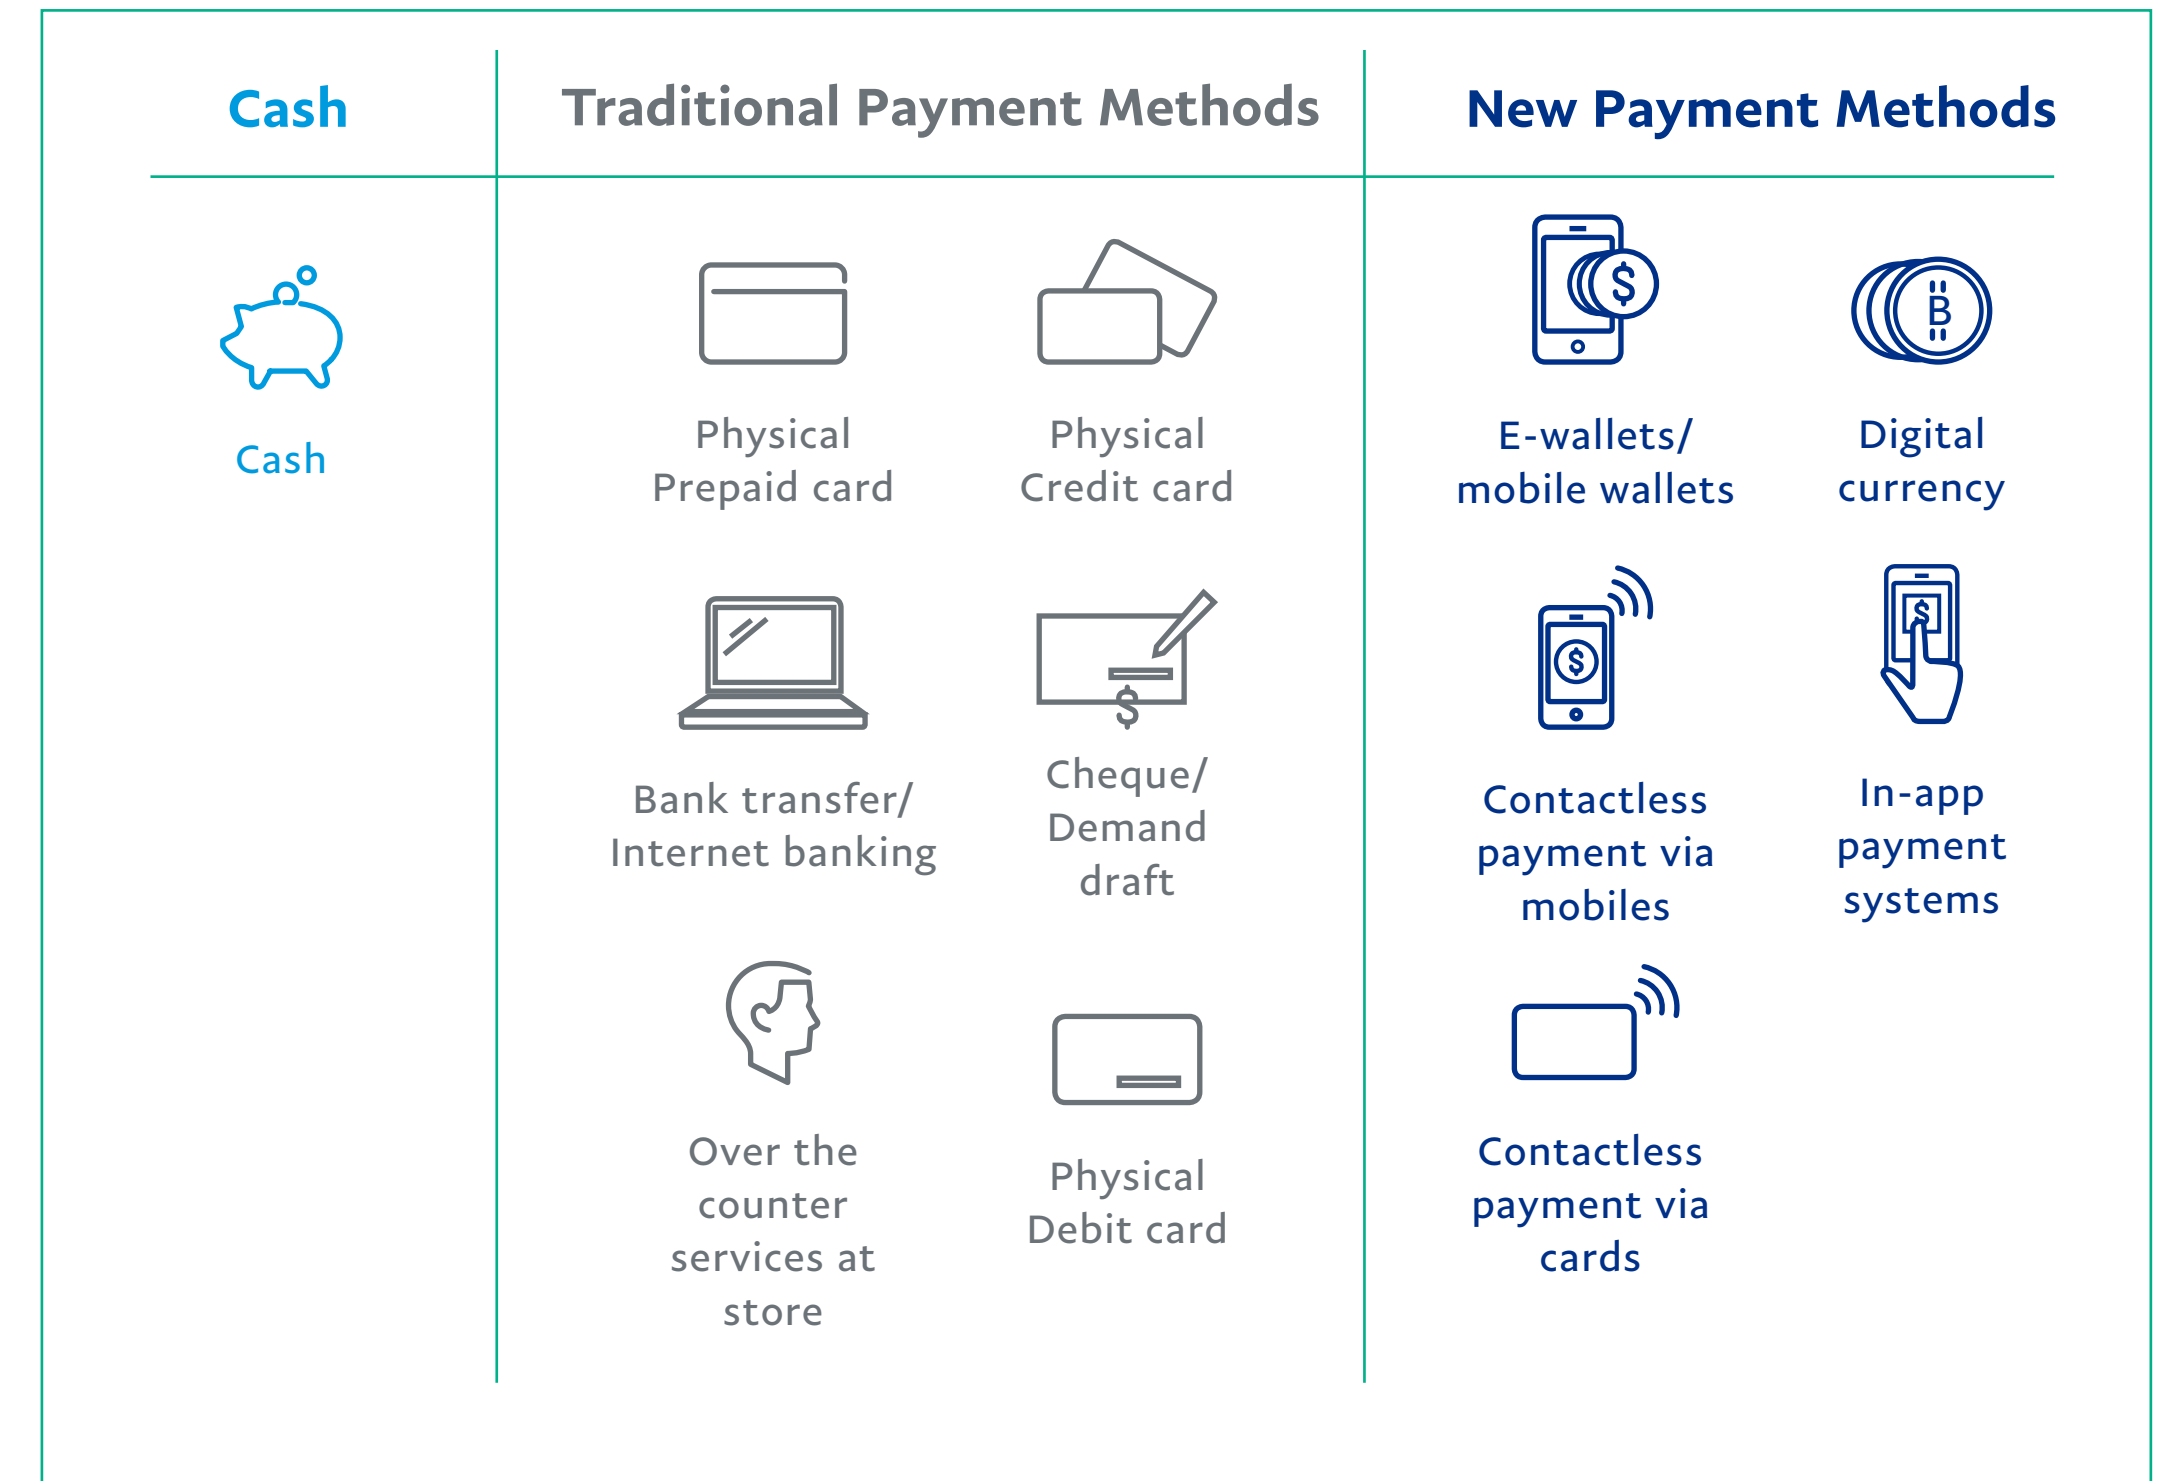 Cash
Traditional Payment Methods
New Payment Methods
Cash
Physical
Prepaid card
Physical
Credit card
E-wallets/
mobile wallets
Digital
currency
Bank transfer/
Internet banking
Cheque/
Demand
draft
Contactless
payment via
mobiles
In-app
payment
systems
Over the
counter
services at
store
Physical
Debit card
Contactless
payment via
cards